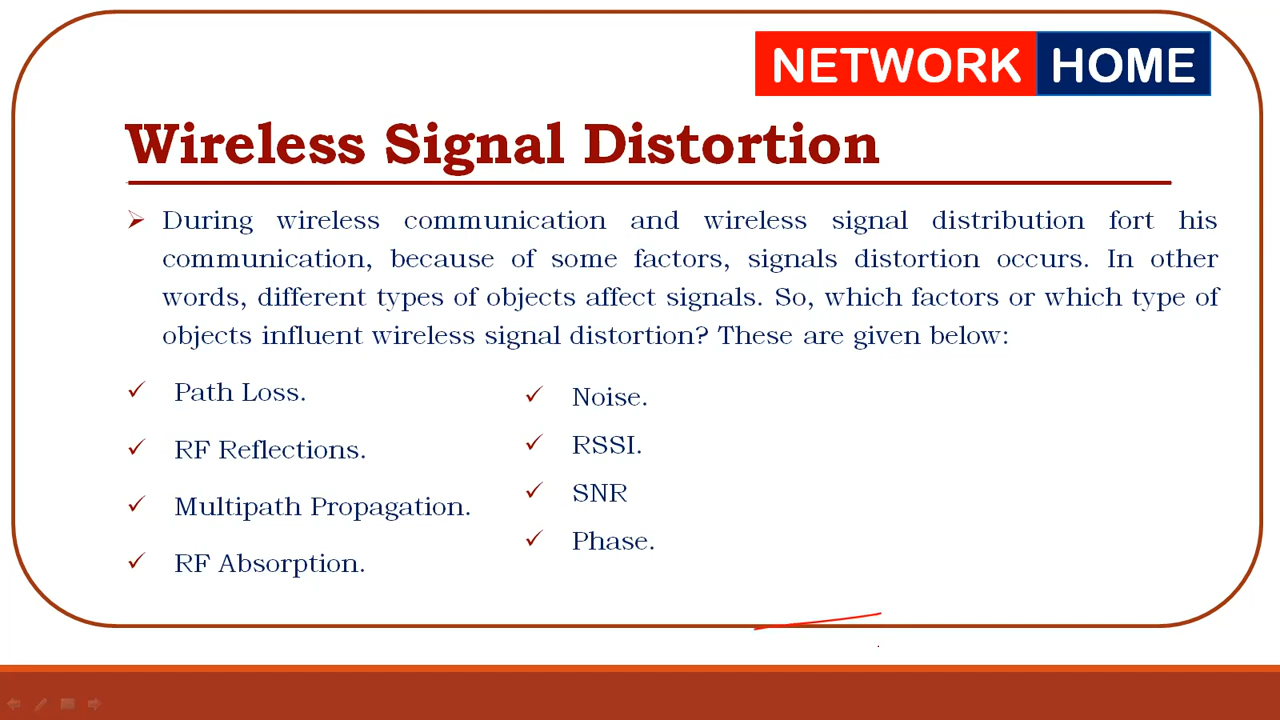 NETWORK HOME
Wireless Signal Distortion
During wireless communication and wireless signal distribution fort his
communication, because of some factors, signals distortion occurs. In other
words, different types of objects affect signals. So, which factors or which type of
objects influent wireless signal distortion? These are given below:
Path Loss.
RF Reflections.
Multipath Propagation.
RF Absorption.
Noise.
RSSI.
SNR
Phase.